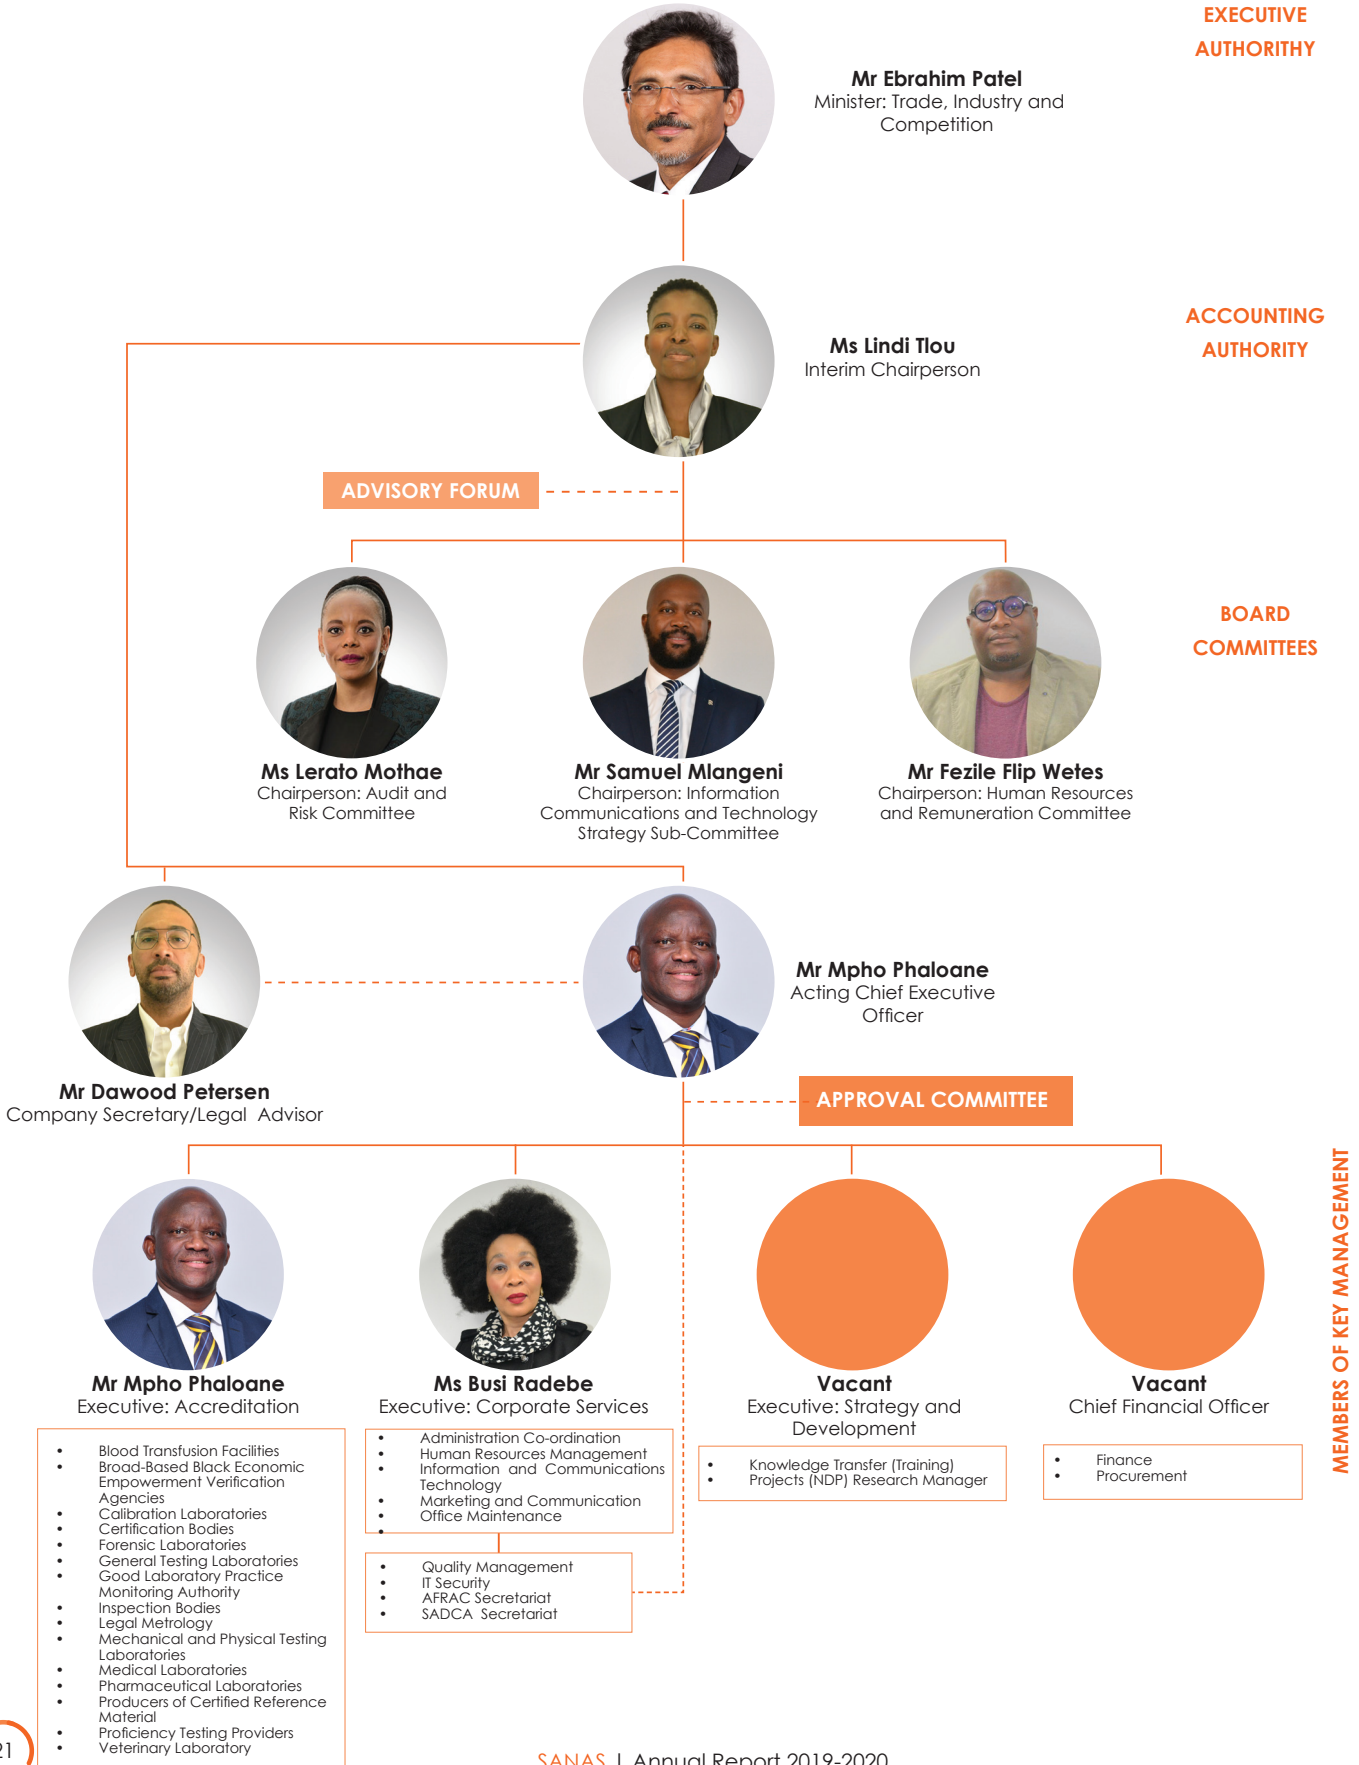 EXECUTIVE
AUTHORITHY
Mr Ebrahim Patel
Minister: Trade, Industry and
Competition
ACCOUNTING
AUTHORITY
Ms Lindi Tlou
Interim Chairperson
ADVISORY FORUM
BOARD
COMMITTEES
Ms Lerato Mothae
Chairperson: Audit and
Risk Committee
Mr Samuel Mlangeni
Chairperson: Information
Communications and Technology
Strategy Sub-Committee
Mr Fezile Flip Wetes
Chairperson: Human Resources
and Remuneration Committee
Mr Dawood Petersen
Company Secretary/Legal Advisor
Mr Mpho Phaloane
Acting Chief Executive
Officer
APPROVAL COMMITTEE
MEMBERS OF KEY MANAGEMENT
Mr Mpho Phaloane
Executive: Accreditation
• Blood Transfusion Facilities
• Broad-Based Black Economic
Empowerment Verification
Agencies
• Calibration Laboratories
• Certification Bodies
• Forensic Laboratories
• General Testing Laboratories
• Good Laboratory Practice
Monitoring Authority
• Inspection Bodies
• Legal Metrology
• Mechanical and Physical Testing
Laboratories
• Medical Laboratories
• Pharmaceutical Laboratories
• Producers of Certified Reference
Material
• Proficiency Testing Providers
• Veterinary Laboratory
Ms Busi Radebe
Executive: Corporate Services
• Administration Co-ordination
• Human Resources Management
• Information and Communications
Technology
• Marketing and Communication
• Office Maintenance
•
• Quality Management
• IT Security
• AFRAC Secretariat
• SADCA Secretariat
Vacant
Executive: Strategy and
Development
• Knowledge Transfer (Training)
• Projects (NDP) Research Manager
Vacant
Chief Financial Officer
• Finance
• Procurement
21
SANAS | Annual Report 2019-2020